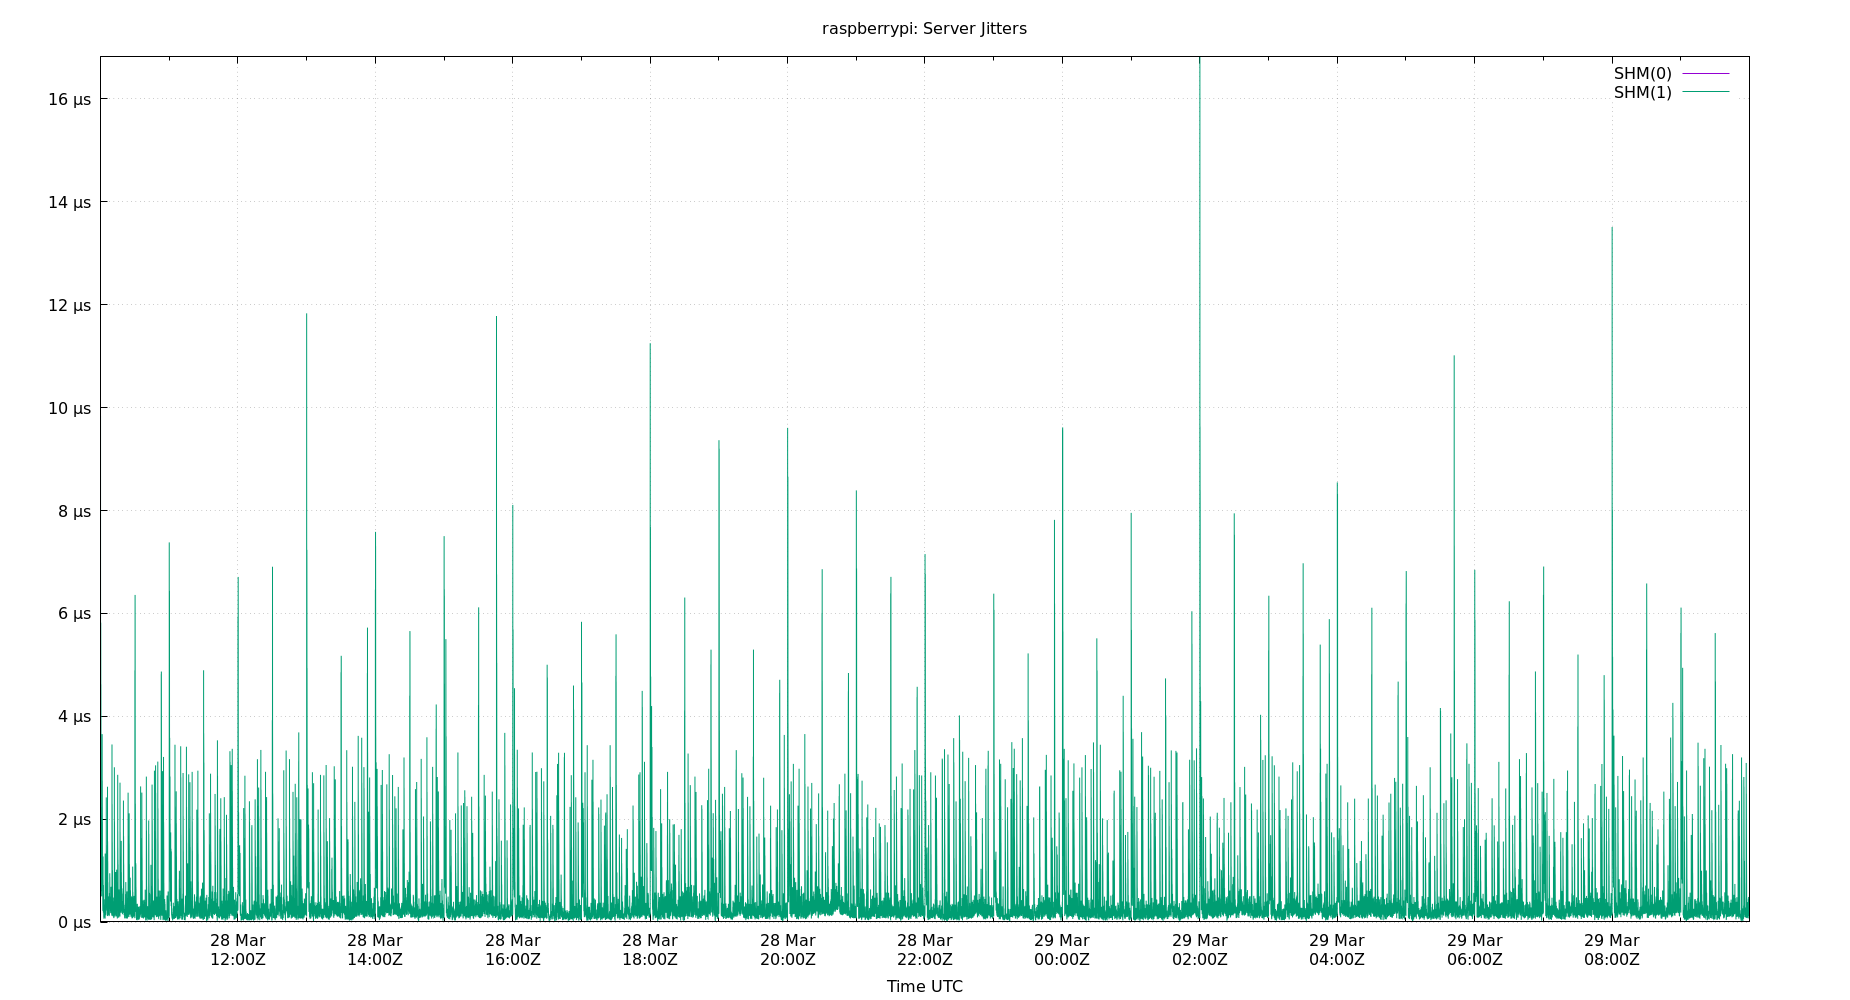 raspberrypi: Server Jitters
SHM(0)
SHM(1)
16 µs
14 µs
12 µs
10 µs
8 µs
6 µs
4 µs
2 µs
0 µs
28 Mar 28 Mar 28 Mar 28 Mar 28 Mar 28 Mar 29 Mar 29 Mar 29 Mar 29 Mar 29 Mar
12:00Z 14:00Z 16:00Z 18:00Z 20:00Z 22:00Z 00:00Z 02:00Z 04:00Z 06:00Z 08:00Z
Time UTC